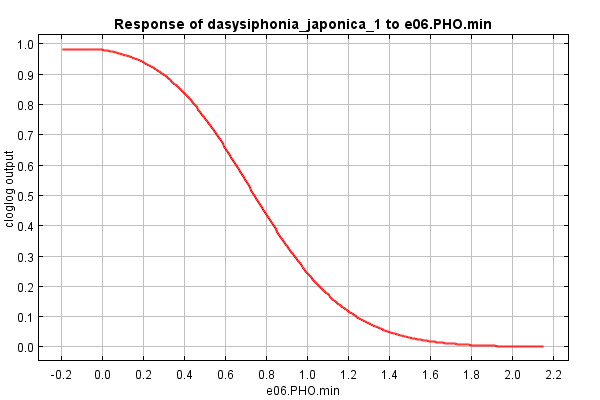 Response of dasysiphonia_japonica_1 to e06.PHO.min
cloglog output
1.0
0.9
0.8
0.7
0.6
0.5
0.4
0.3
0.2
0.1
0.0
-0.2 0.0 0.2 0.4 0.6 0.8 1.0 1.2 1.4 1.6 1.8 2.0 2.2
e06.PHO.min